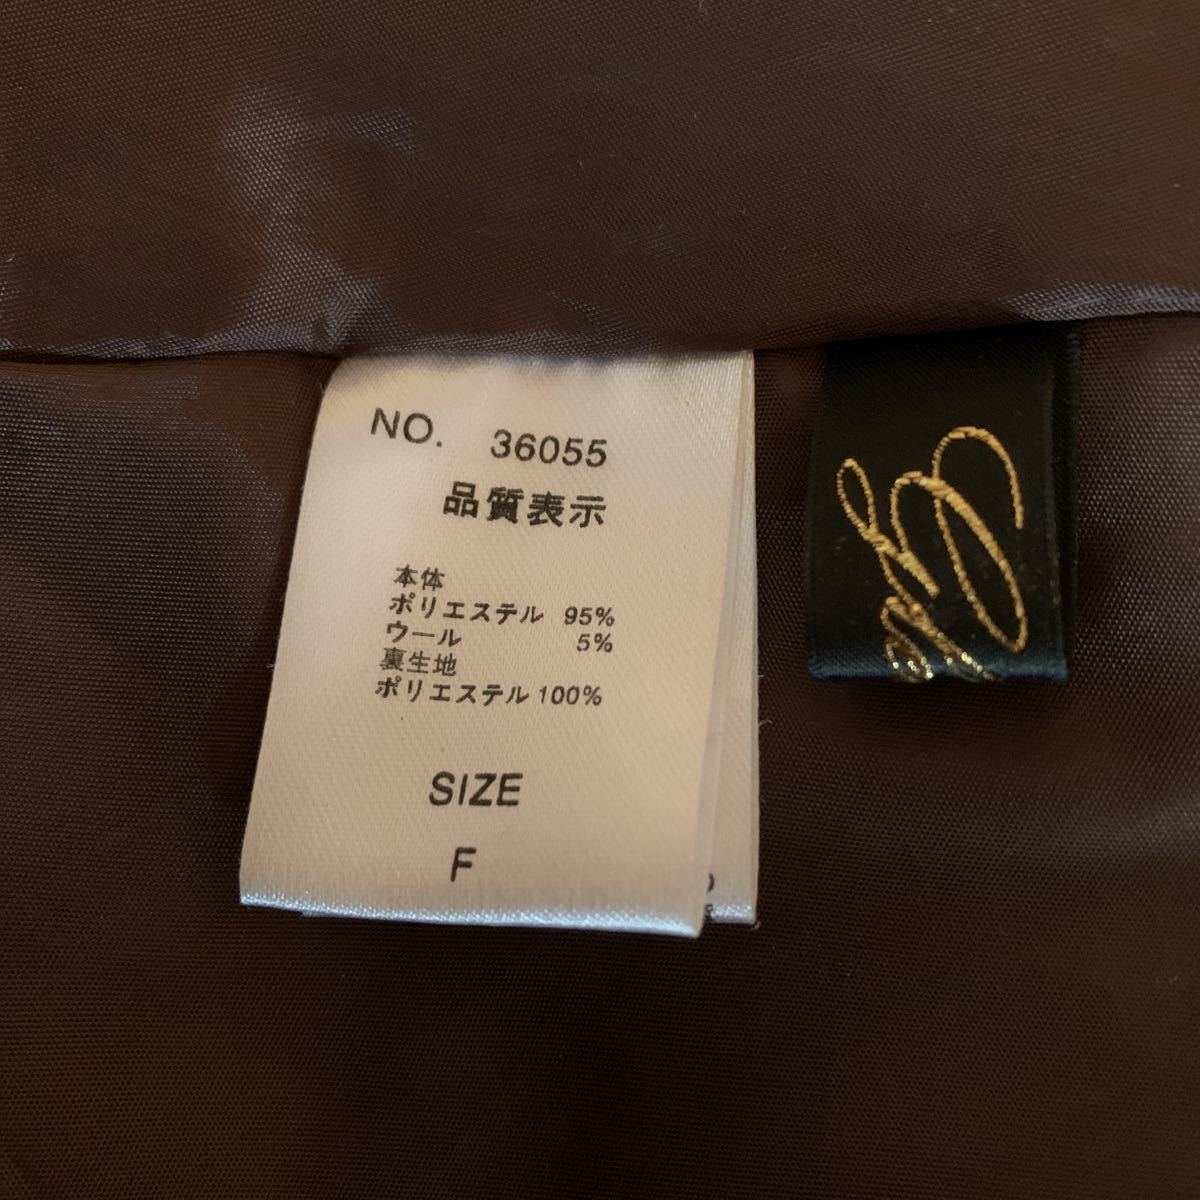 NO. 36055
品質表示
本体
ポリエステル 95%
ウール 5%
裏生地
ポリエステル 100%
SIZE
F